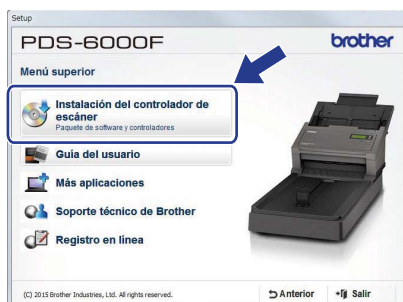 Setup
PDS-6000F
brother
Menú superior
Instalación del controlador de
escáner
Paquete de software y controladores
Guía del usuario
Más aplicaciones
Soporte técnico de Brother
Registro en línea
(C) 2015 Brother Industries, Ltd. All rights reserved.
Anterior
Salir